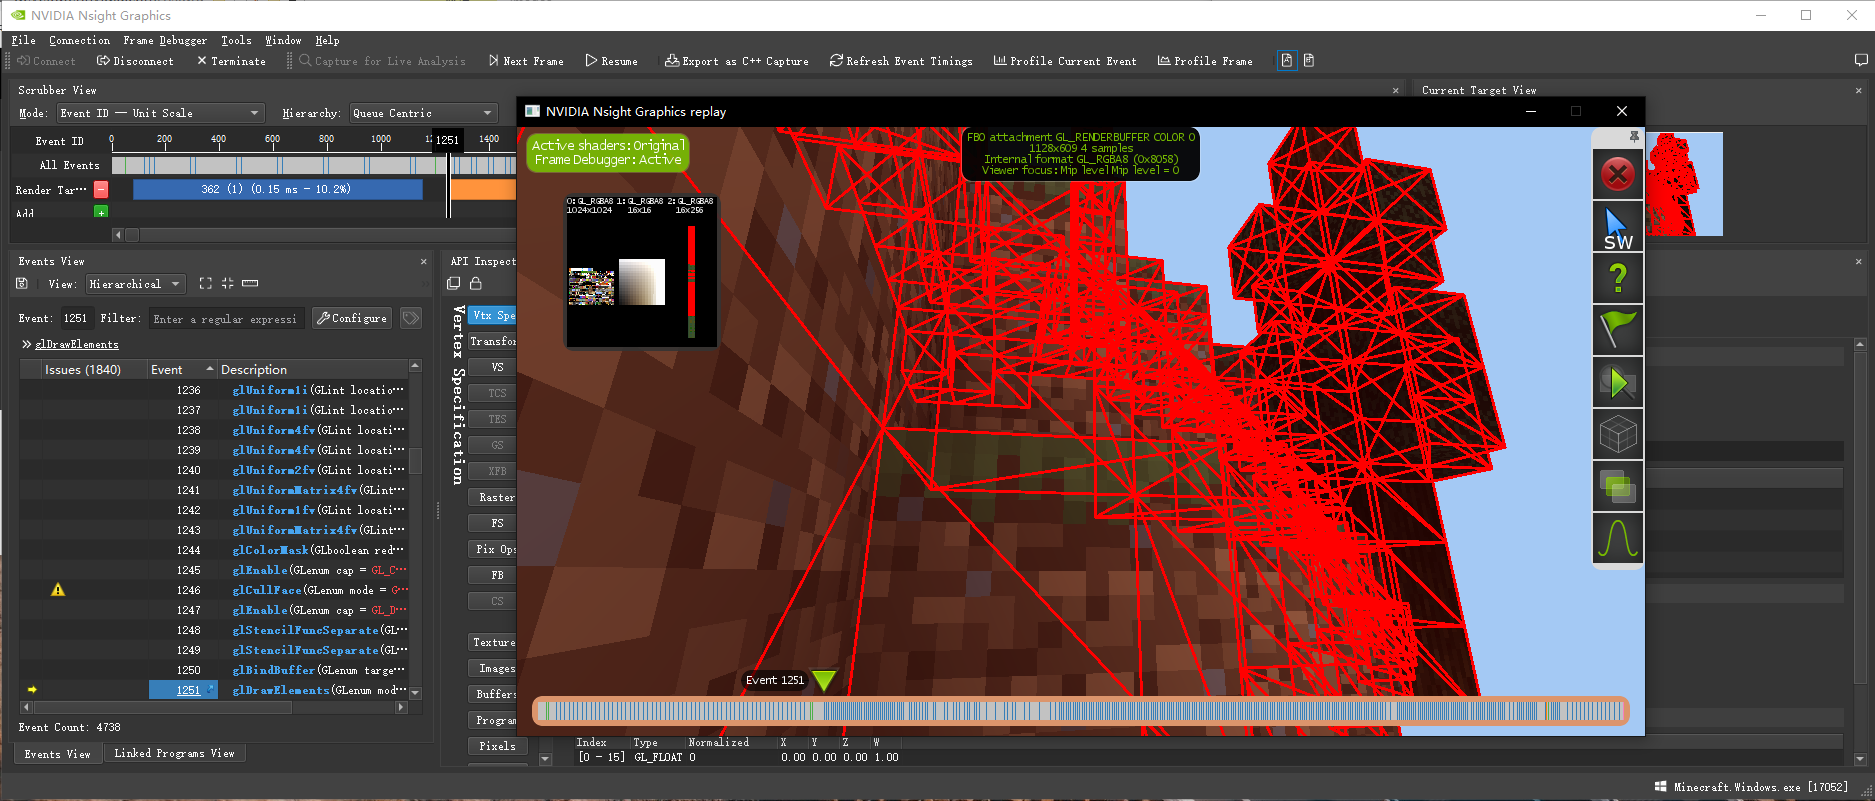 NVIDIA Nsight Graphics
File Connection Frame Debugger Tools Window Help
Connect Disconnect Terminate Capture for Live Analysis Next Frame Resume Export as C++ Capture Refresh Event Timings Profile Current Event Profile Frame
Scrubber View
Current Target View
Mode: Event ID — Unit Scale Hierarchy: Queue Centric
Event ID 0 200 400 600 800 1000 1251 1400
All Events
Render Tar··· 362 (1) (0.15 ms - 10.2%)
Add
NVIDIA Nsight Graphics replay
Active shaders: Original
Frame Debugger: Active
FBO attachment GL_RENDERBUFFER COLOR 0
1128x609 4 samples
Internal format GL_RGBA8 (0x8058)
Viewer focus: Mip level Mip level = 0
0: GL_RGBA8 1: GL_RGBA8 2: GL_RGBA8
1024x1024 16x16 16x256
SW
?
Event 1251
Events View
View: Hierarchical
Event: 1251 Filter: Enter a regular expressi Configure
glDrawElements
Issues (1840) Event Description
1236 glUniform1i(GLint locatio···
1237 glUniform1i(GLint locatio···
1238 glUniform4fv(GLint locati···
1239 glUniform4fv(GLint locati···
1240 glUniform2fv(GLint locati···
1241 glUniformMatrix4fv(GLint···
1242 glUniform1fv(GLint locati···
1243 glUniformMatrix4fv(GLint···
1244 glColorMask(GLboolean red···
1245 glEnable(GLenum cap = GL_C···
1246 glCullFace(GLenum mode = G···
1247 glEnable(GLenum cap = GL_D···
1248 glStencilFuncSeparate(GL···
1249 glStencilFuncSeparate(GL···
1250 glBindBuffer(GLenum targe···
1251 glDrawElements(GLenum mod···
Event Count: 4738
Events View Linked Programs View
API Inspect
Vertex Specification
Vtx Spe
Transfor
VS
TCS
TES
GS
XFB
Raster
FS
Pix Ops
FB
CS
Texture
Images
Buffers
Program
Pixels
Index Type Normalized X Y Z W
[0 - 15] GL_FLOAT 0 0.00 0.00 0.00 1.00
Minecraft.Windows.exe [17052]